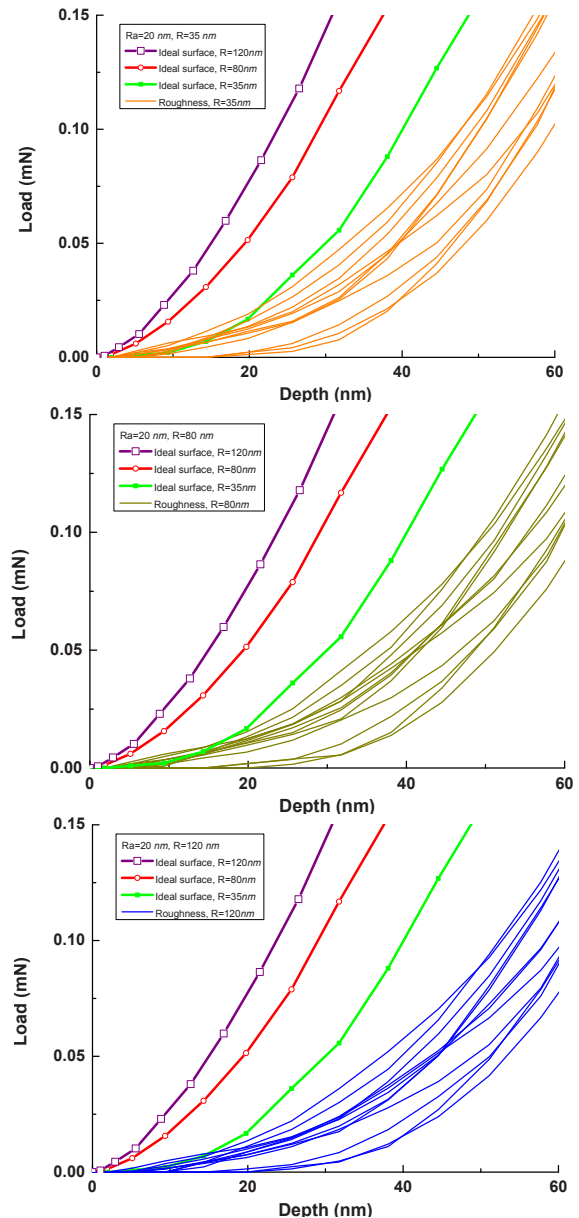 Ra=20 nm, R=35 nm
Ideal surface, R=120nm
Ideal surface, R=80nm
Ideal surface, R=35nm
Roughness, R=35nm
Load (mN)
0.15
0.10
0.05
0.00
0 20 40 60
Depth (nm)
Ra=20 nm, R=80 nm
Ideal surface, R=120nm
Ideal surface, R=80nm
Ideal surface, R=35nm
Roughness, R=80nm
Load (mN)
0.15
0.10
0.05
0.00
0 20 40 60
Depth (nm)
Ra=20 nm, R=120 nm
Ideal surface, R=120nm
Ideal surface, R=80nm
Ideal surface, R=35nm
Roughness, R=120nm
Load (mN)
0.15
0.10
0.05
0.00
0 20 40 60
Depth (nm)